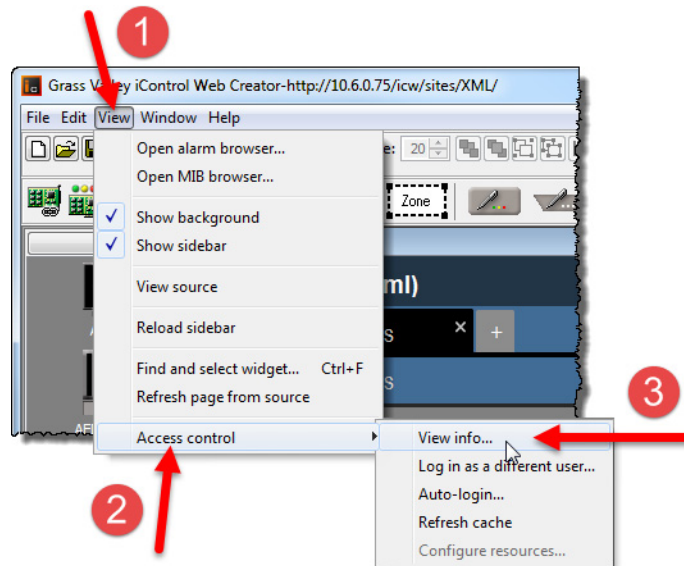 1
Grass Valley iControl Web Creator-http://10.6.0.75/icw/sites/XML/
File Edit View Window Help
Open alarm browser...
e: 20
Open MIB browser...
Zone
Show background
Show sidebar
View source
ml)
Reload sidebar
S × +
Find and select widget... Ctrl+F
S
Refresh page from source
3
Access control
View info...
Log in as a different user...
2
Auto-login...
Refresh cache
Configure resources...